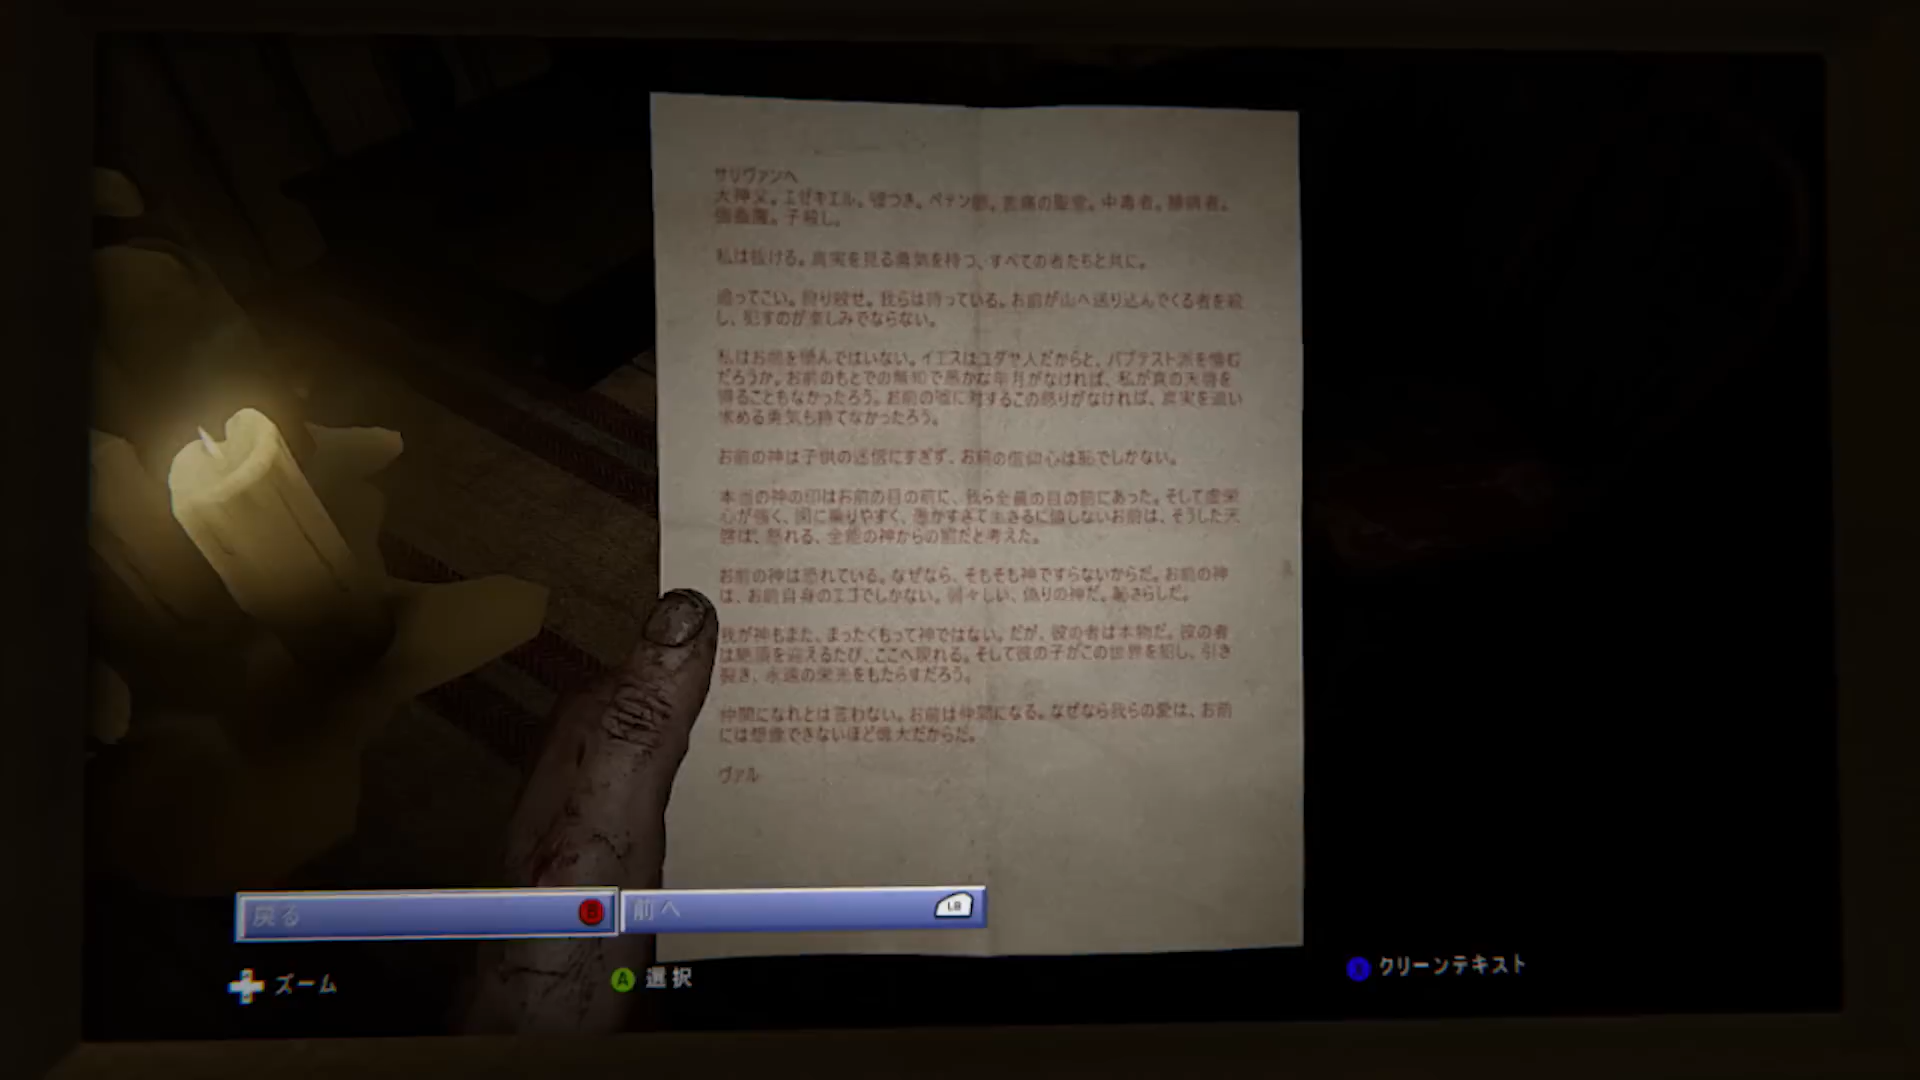 サリヴァンへ
大神父。エゼキエル。嘘つき。ペテン師。苦痛の聖堂。中毒者。臆病者。
強姦魔。子殺し。
私は抜ける。真実を見る勇気を持つ、すべての者たちと共に。
追ってこい。狩り殺せ。我らは待っている。お前が山へ送り込んでくる者を殺
し、犯すのが楽しみでならない。
私はお前を憎んではいない。イエスはユダヤ人だからと、バプテスト派を憎む
だろうか。お前のもとでの無知で愚かな年月がなければ、私が真の天啓を
得ることもなかったろう。お前の嘘に対するこの怒りがなければ、真実を追い
求める勇気も持てなかったろう。
お前の神は子供の迷信にすぎず、お前の信仰心は恥でしかない。
本当の神の印はお前の目の前に、我ら全員の目の前にあった。そして虚栄
心が強く、図に乗りやすく、愚かすぎて生きるに値しないお前は、そうした天
啓は、怒れる、全能の神からの罰だと考えた。
お前の神は恐れている。なぜなら、そもそも神ですらないからだ。お前の神
は、お前自身のエゴでしかない。弱々しい、偽りの神だ。恥さらしだ。
我が神もまた、まったくもって神ではない。だが、彼の者は本物だ。彼の者
は絶頂を迎えるたび、ここへ現れる。そして彼の子がこの世界を犯し、引き
裂き、永遠の栄光をもたらすだろう。
仲間になれとは言わない。お前は仲間になる。なぜなら我らの愛は、お前
には想像できないほど偉大だからだ。
ヴァル
戻る B 前へ LB
ズーム A 選択 X クリーンテキスト